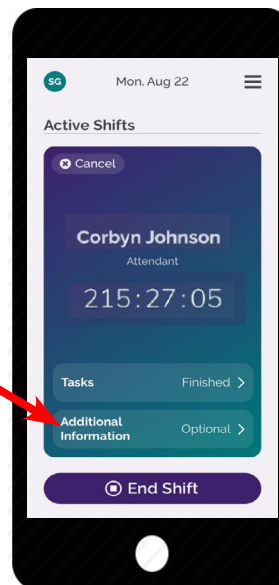 SG Mon, Aug 22
Active Shifts
Cancel
Corbyn Johnson
Attendant
215:27:05
Tasks Finished
Additional
Information Optional
End Shift